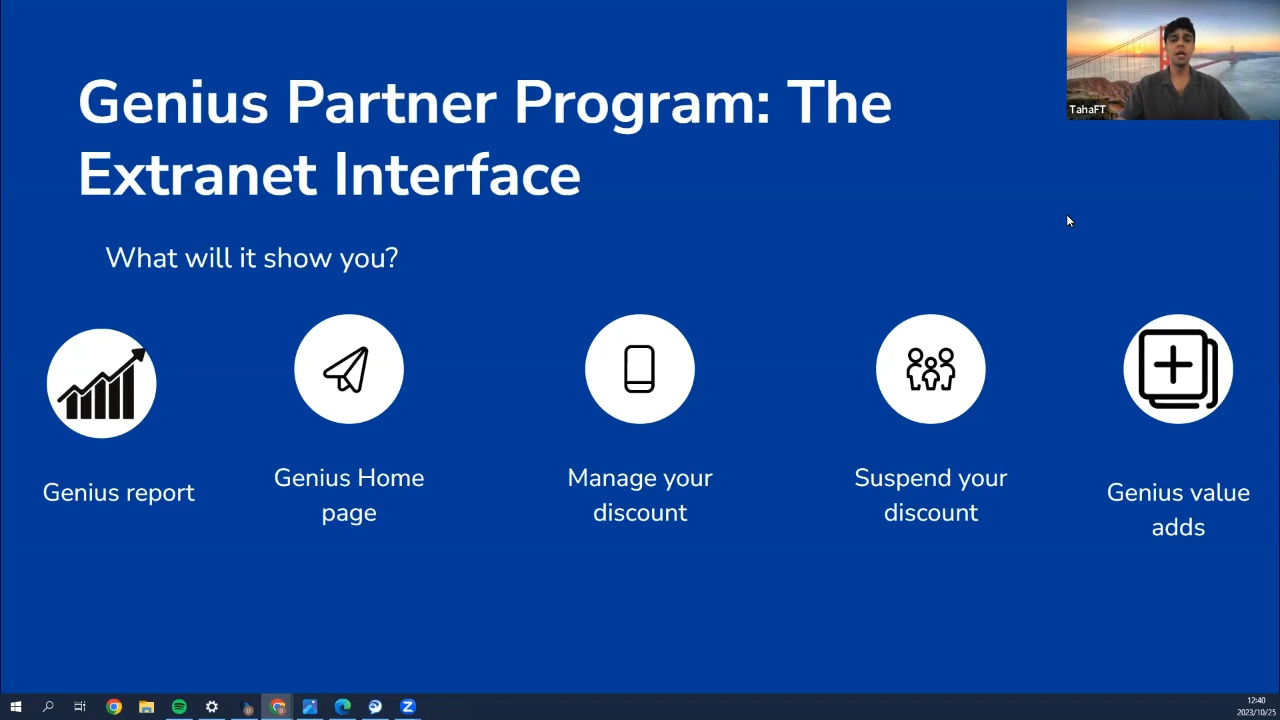 Genius Partner Program: The
Extranet Interface
TahaFT
What will it show you?
Genius report
Genius Home
page
Manage your
discount
Suspend your
discount
Genius value
adds
12:40
2023/10/25